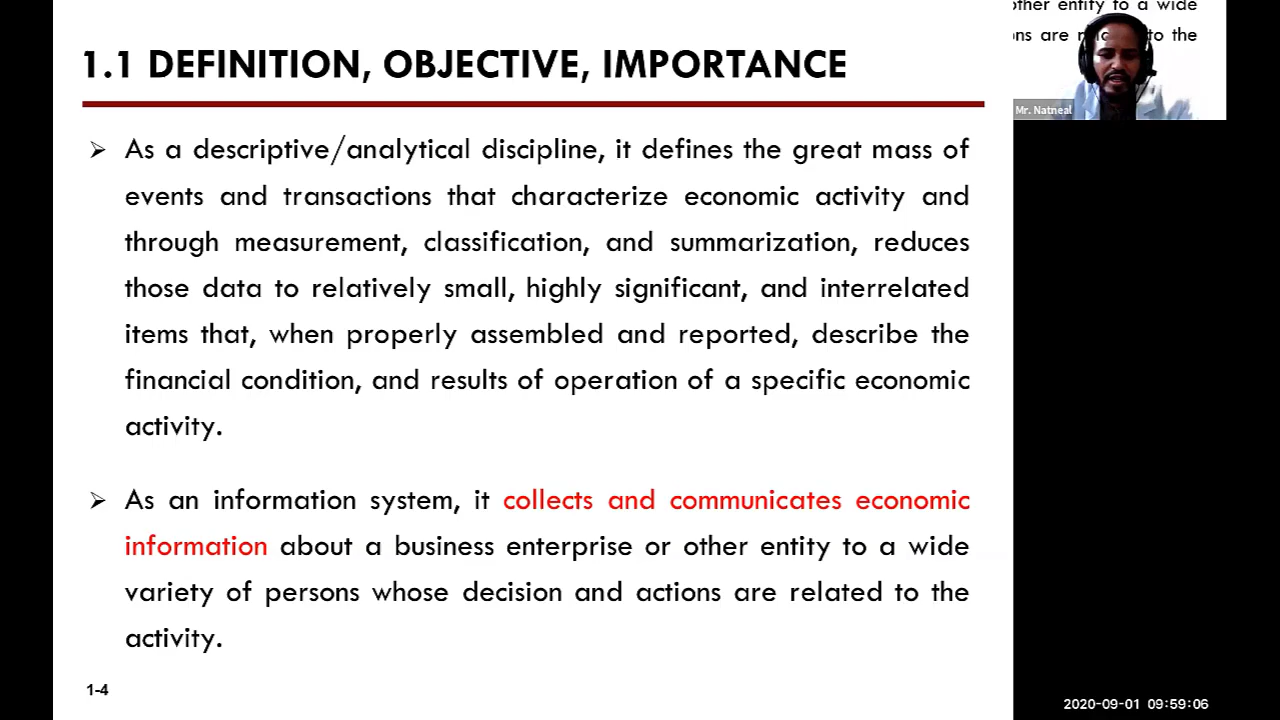 1.1 DEFINITION, OBJECTIVE, IMPORTANCE
➢ As a descriptive/analytical discipline, it defines the great mass of
events and transactions that characterize economic activity and
through measurement, classification, and summarization, reduces
those data to relatively small, highly significant, and interrelated
items that, when properly assembled and reported, describe the
financial condition, and results of operation of a specific economic
activity.
➢ As an information system, it collects and communicates economic
information about a business enterprise or other entity to a wide
variety of persons whose decision and actions are related to the
activity.
1-4
other entity to a wide
are to the
Mr. Natneal
2020-09-01 09:59:06